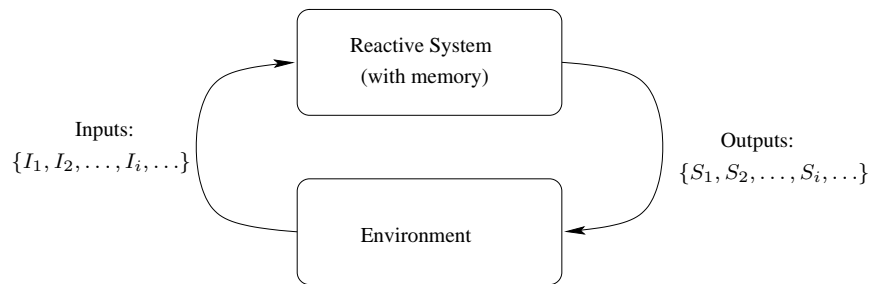 Reactive System
(with memory)
Inputs:
{I₁, I₂, . . . , Iᵢ, . . .}
Outputs:
{S₁, S₂, . . . , Sᵢ, . . .}
Environment